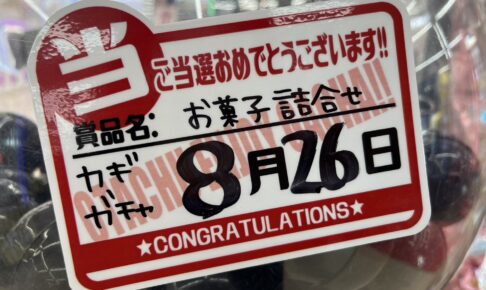 当
ご当選おめでとうございます!!
賞品名: お菓子詰合せ
カギ
ガチャ
8月26日
★CONGRATULATIONS★